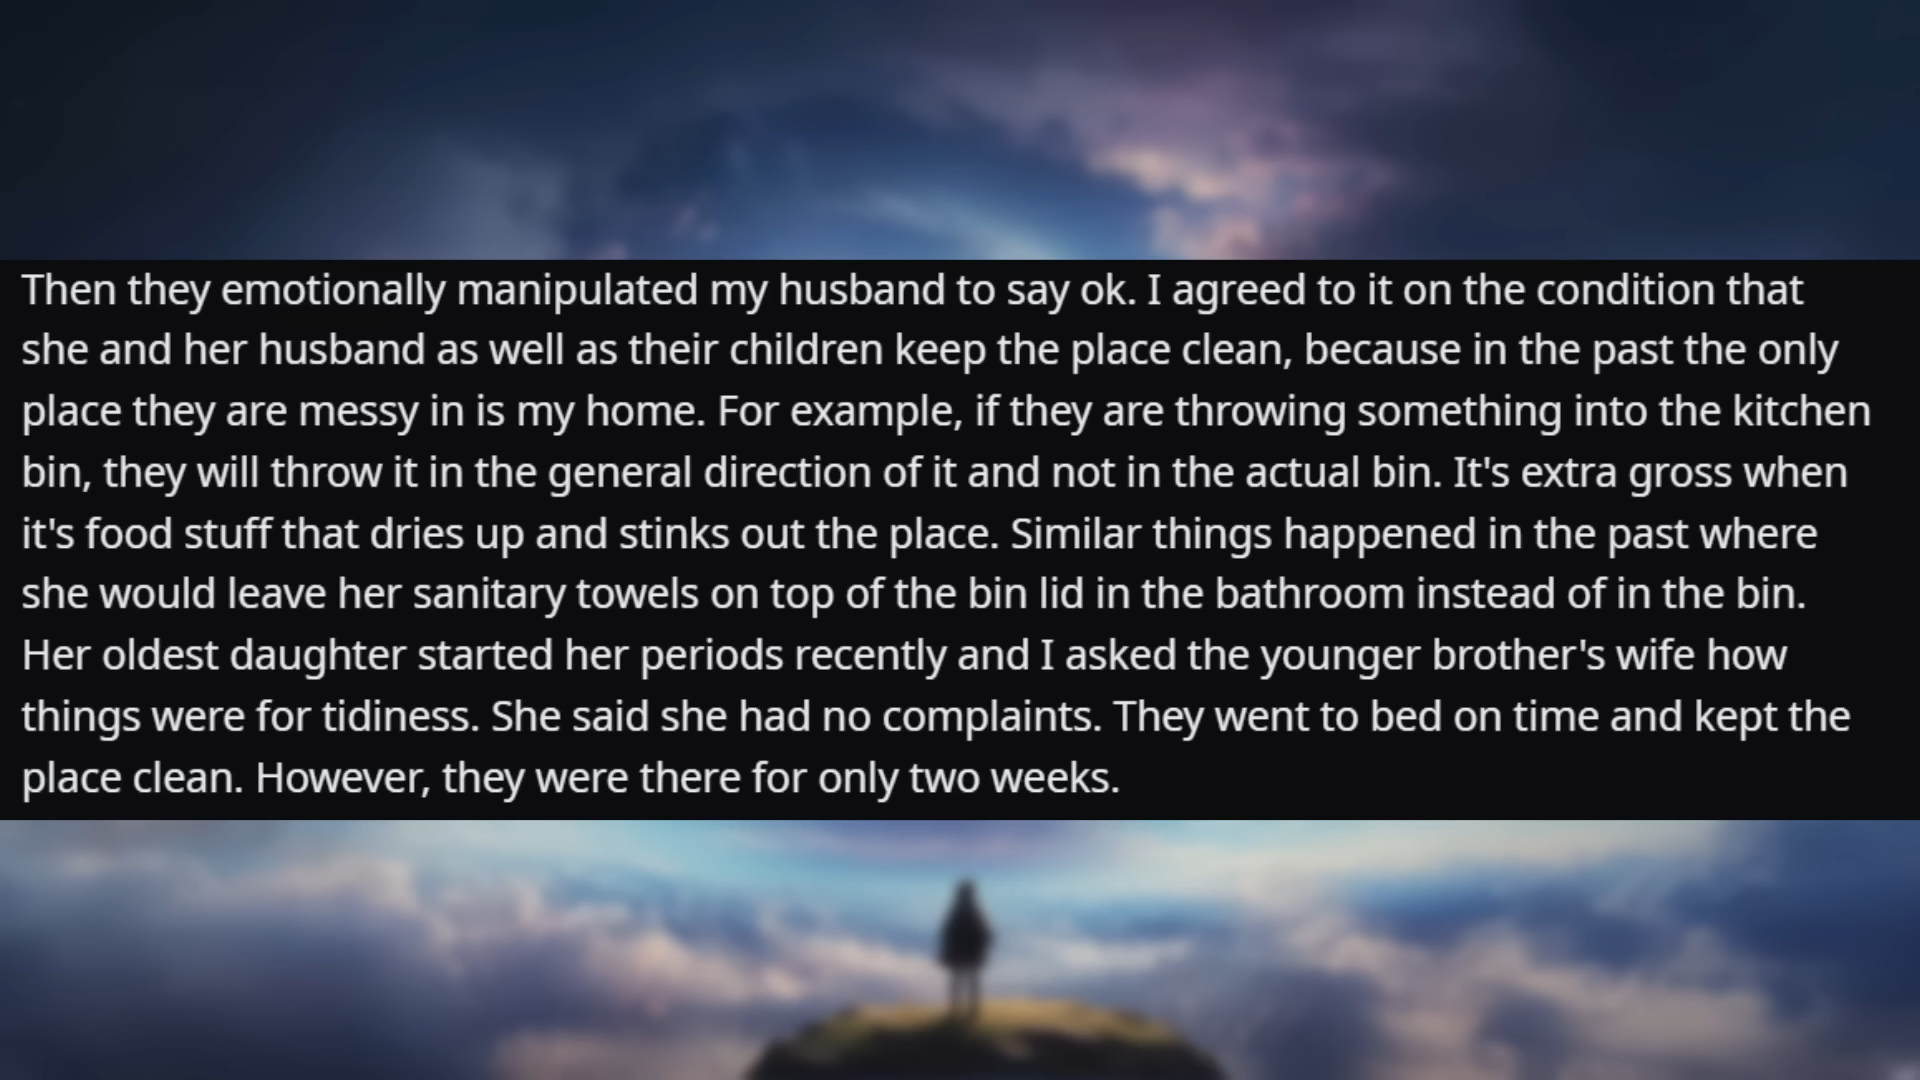 Then they emotionally manipulated my husband to say ok. I agreed to it on the condition that
she and her husband as well as their children keep the place clean, because in the past the only
place they are messy in is my home. For example, if they are throwing something into the kitchen
bin, they will throw it in the general direction of it and not in the actual bin. It's extra gross when
it's food stuff that dries up and stinks out the place. Similar things happened in the past where
she would leave her sanitary towels on top of the bin lid in the bathroom instead of in the bin.
Her oldest daughter started her periods recently and I asked the younger brother's wife how
things were for tidiness. She said she had no complaints. They went to bed on time and kept the
place clean. However, they were there for only two weeks.